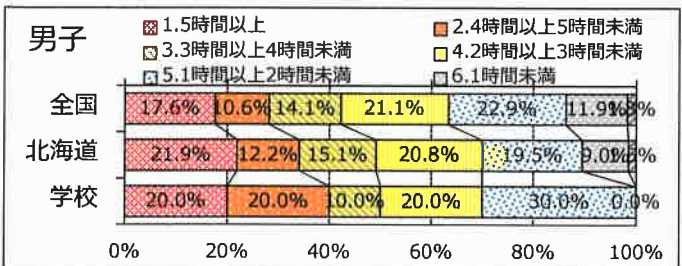 男子
1.5時間以上 2.4時間以上5時間未満
3.3時間以上4時間未満 4.2時間以上3時間未満
5.1時間以上2時間未満 6.1時間未満
全国 17.6% 10.6% 14.1% 21.1% 22.9% 11.9%
北海道 21.9% 12.2% 15.1% 20.8% 19.5% 9.0%
学校 20.0% 20.0% 10.0% 20.0% 30.0% 0.0%
0% 20% 40% 60% 80% 100%